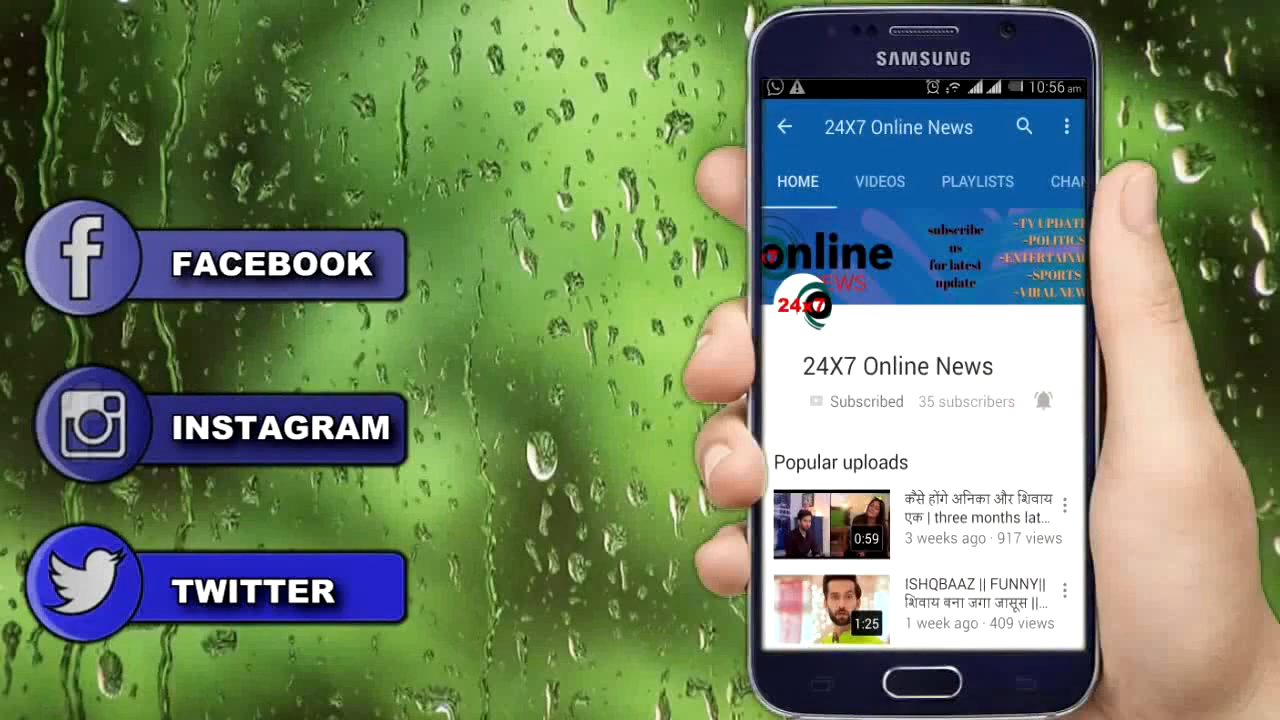 FACEBOOK
INSTAGRAM
TWITTER
SAMSUNG
10:56 am
24X7 Online News
HOME VIDEOS PLAYLISTS CHAN
online
NEWS
subscribe
us
for latest
update
~TV UPDATE
~POLITICS
~ENTERTAINM
~SPORTS
~VIRAL NEW
24x7
24X7 Online News
Subscribed 35 subscribers
Popular uploads
0:59
कैसे होंगे अनिका और शिवाय
एक | three months lat...
3 weeks ago · 917 views
1:25
ISHQBAAZ || FUNNY||
शिवाय बना जगा जासूस ||...
1 week ago · 409 views